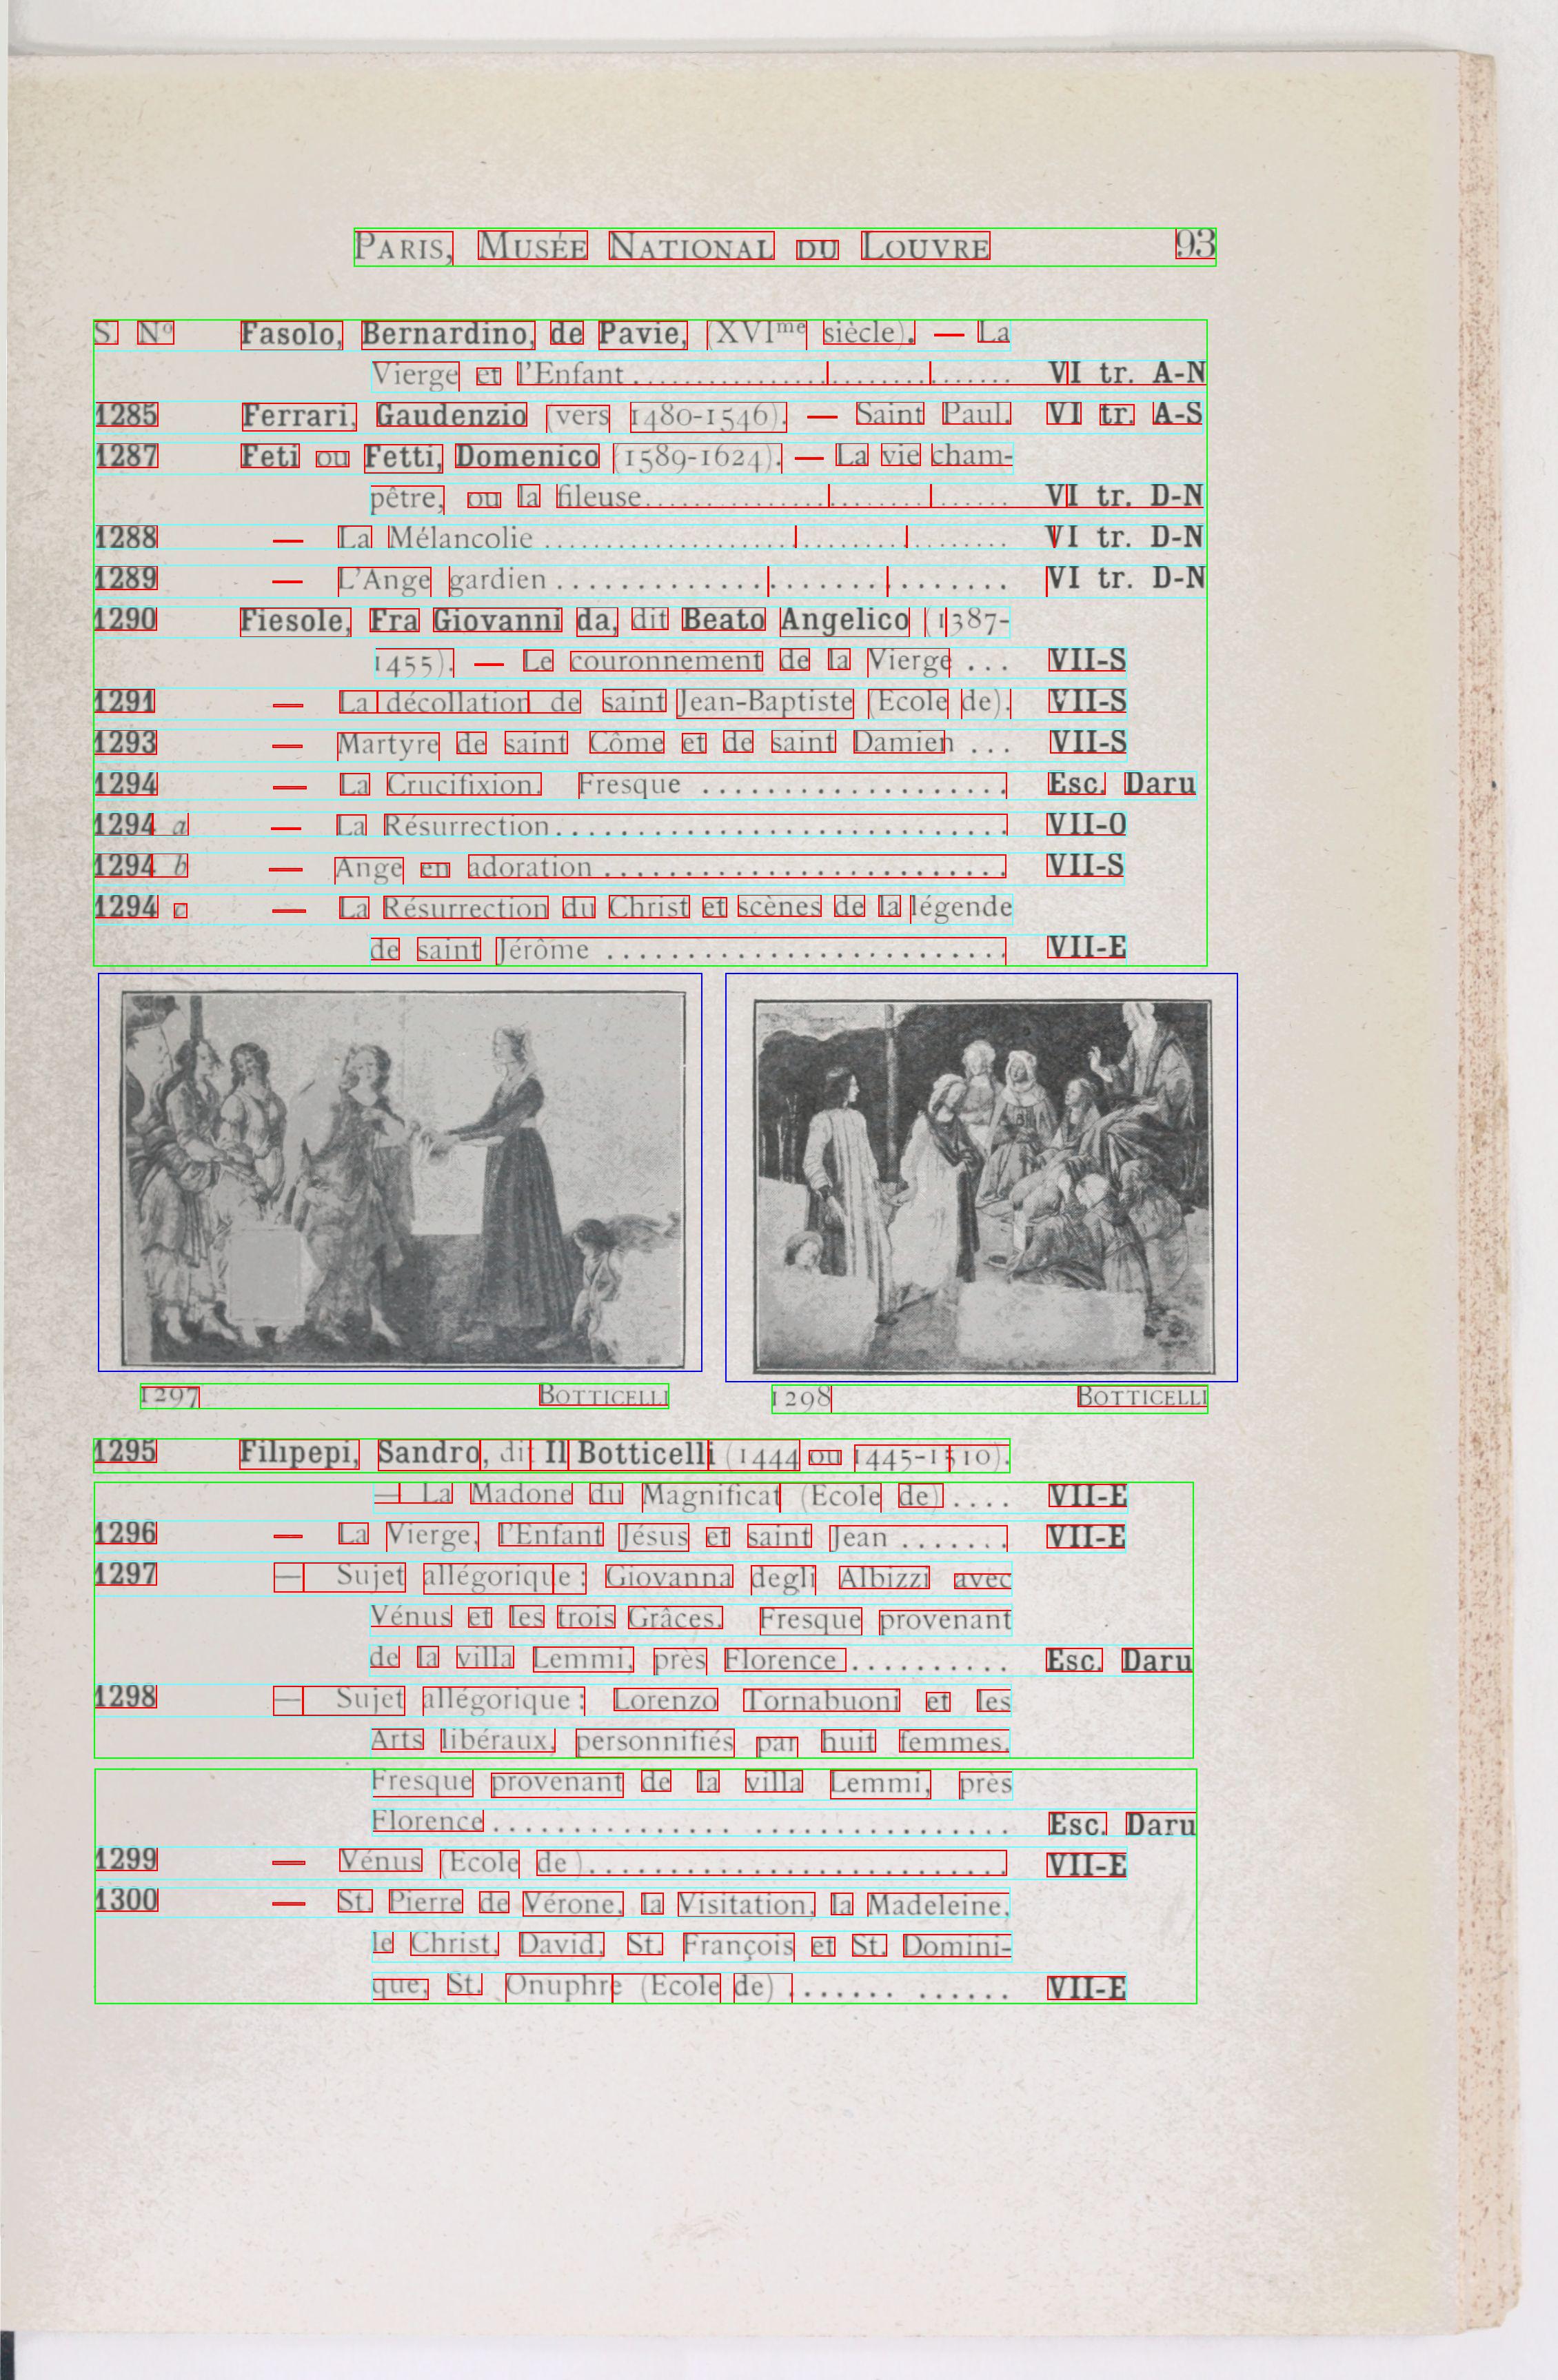 PARIS, MUSÉE NATIONAL DU LOUVRE 93
S. Nº Fasolo, Bernardino, de Pavie, (XVIme siècle). — La
Vierge et l'Enfant ............................ VI tr. A-N
1285 Ferrari, Gaudenzio (vers 1480-1546). — Saint Paul. VI tr. A-S
1287 Feti ou Fetti, Domenico (1589-1624). — La vie cham-
pêtre, ou la fileuse............................ VI tr. D-N
1288 — La Mélancolie .................................. VI tr. D-N
1289 — L'Ange gardien ............................. VI tr. D-N
1290 Fiesole, Fra Giovanni da, dit Beato Angelico (1387-
1455). — Le couronnement de la Vierge ... VII-S
1291 — La décollation de saint Jean-Baptiste (Ecole de). VII-S
1293 — Martyre de saint Côme et de saint Damien ... VII-S
1294 — La Crucifixion. Fresque ................... VII-S Esc. Daru
1294 a — La Résurrection............................. VII-O
1294 b — Ange en adoration ......................... VII-S
1294 c — La Résurrection du Christ et scènes de la légende
de saint Jérôme ......................... VII-E
1297 BOTTICELLI
1298 BOTTICELLI
1295 Filipepi, Sandro, dit Il Botticelli (1444 ou 1445-1510).
— La Madone du Magnificat (Ecole de) .... VII-E
1296 — La Vierge, l'Enfant Jésus et saint Jean ....... VII-E
1297 — Sujet allégorique: Giovanna degli Albizzi avec
Vénus et les trois Grâces. Fresque provenant
de la villa Lemmi, près Florence .......... Esc. Daru
1298 — Sujet allégorique: Lorenzo Tornabuoni et les
Arts libéraux, personnifiés par huit femmes.
Fresque provenant de la villa Lemmi, près
Florence................................ Esc. Daru
1299 — Vénus (Ecole de)........................... VII-E
1300 — St. Pierre de Vérone, la Visitation, la Madeleine,
le Christ, David, St. François et St. Domini-
que, St. Onuphre (Ecole de) ....... ...... VII-E